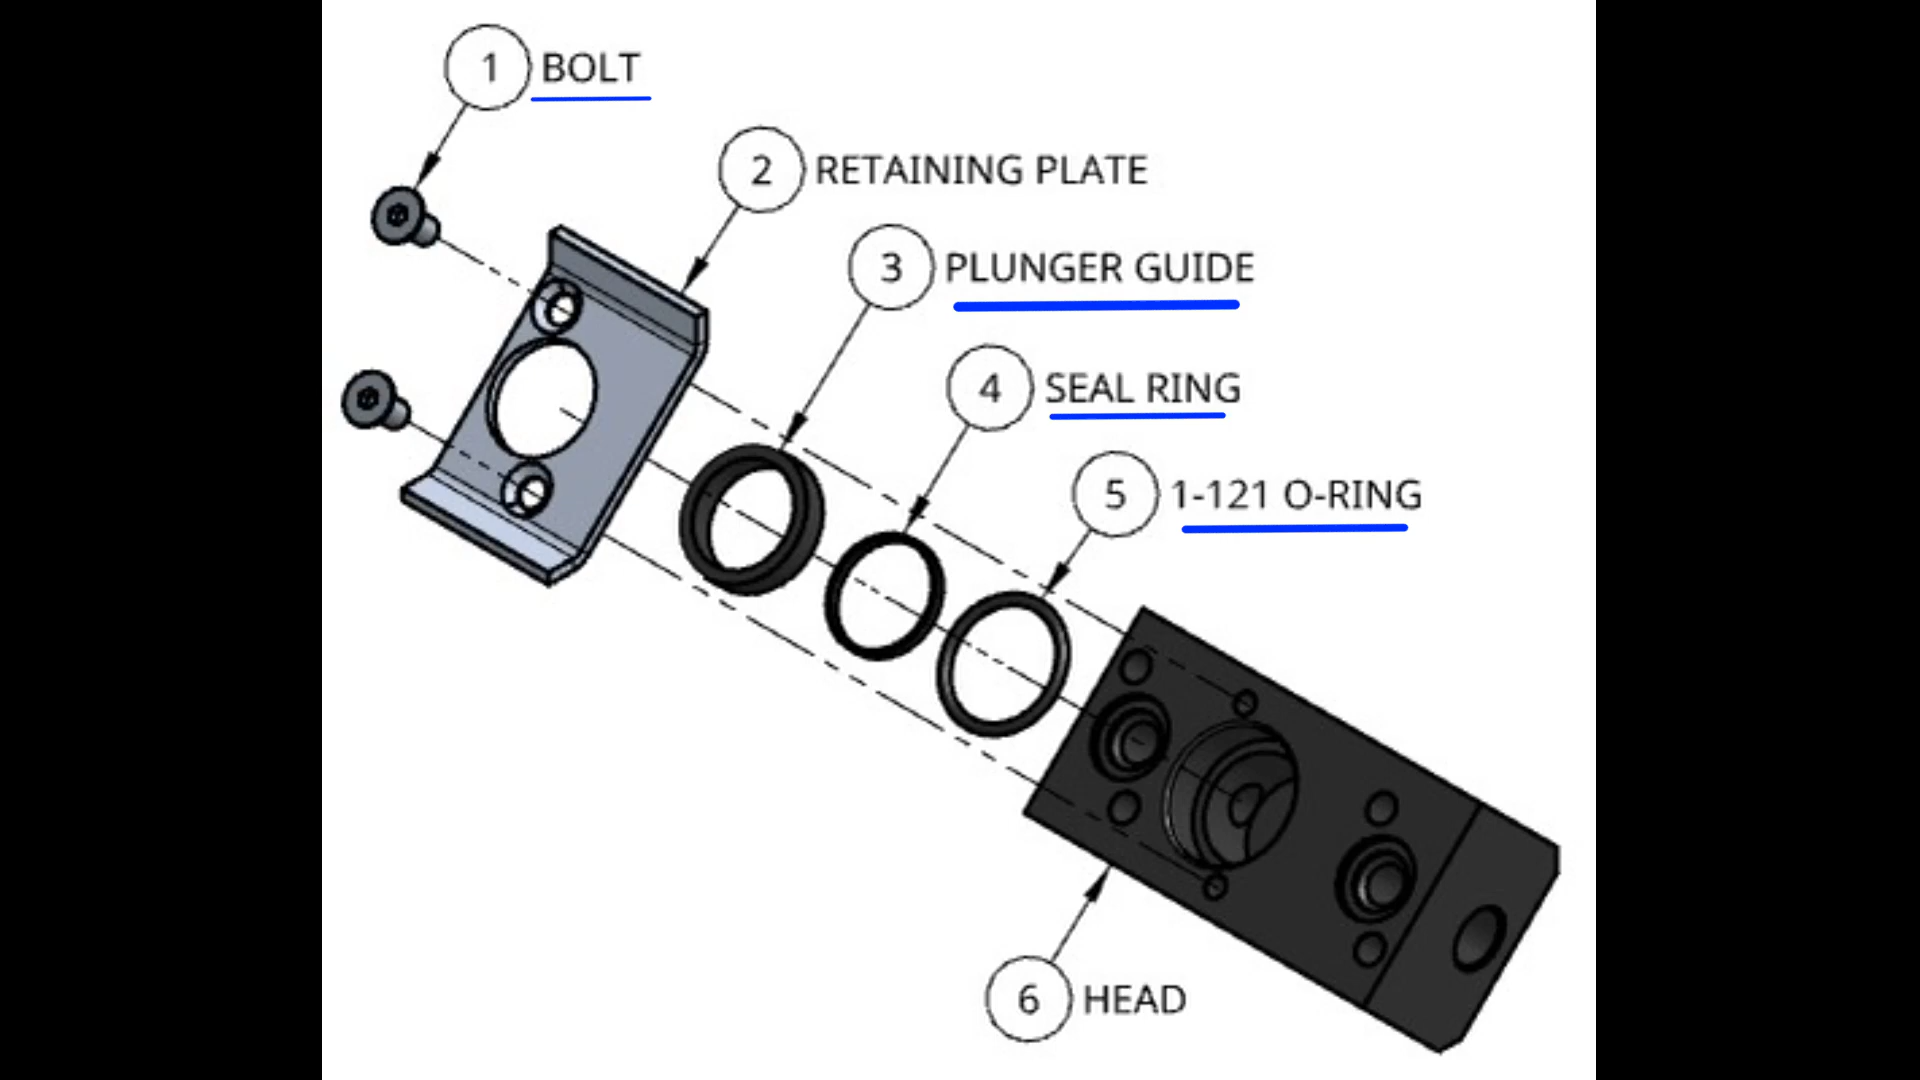 1 BOLT
2 RETAINING PLATE
3 PLUNGER GUIDE
4 SEAL RING
5 1-121 O-RING
6 HEAD